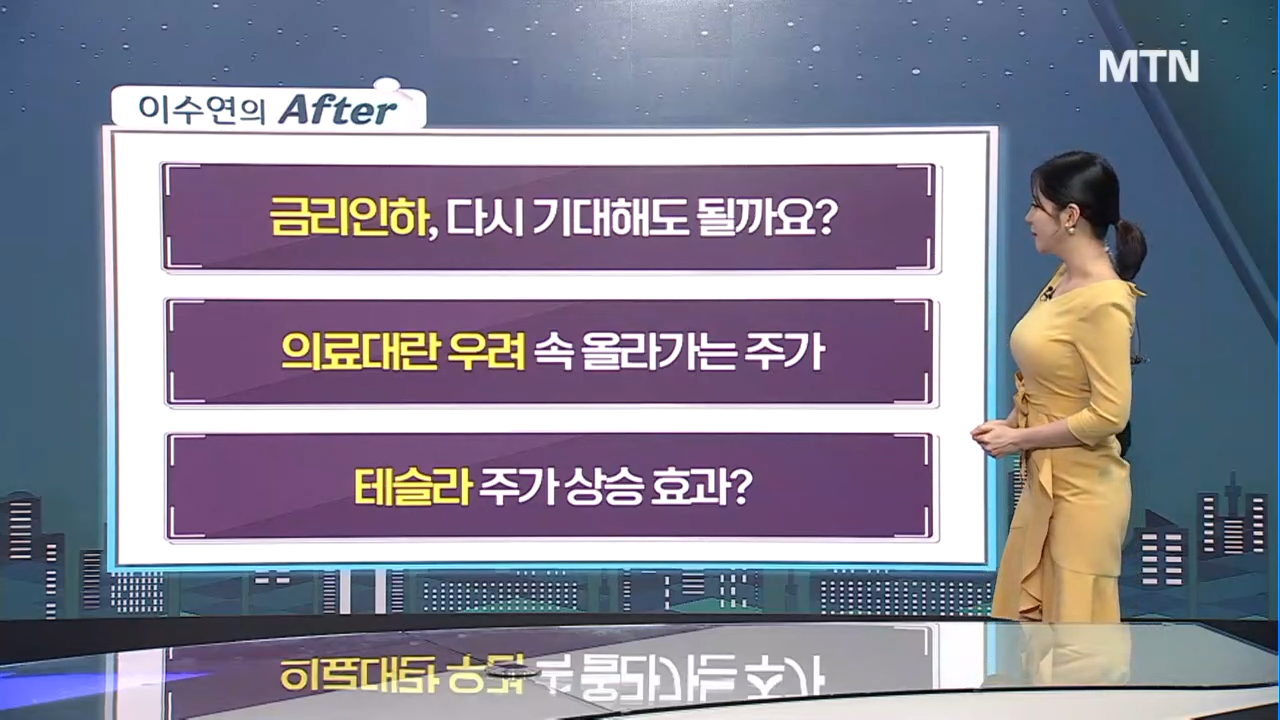 MTN
이수연의 After
금리인하, 다시 기대해도 될까요?
의료대란 우려 속 올라가는 주가
테슬라 주가 상승 효과?